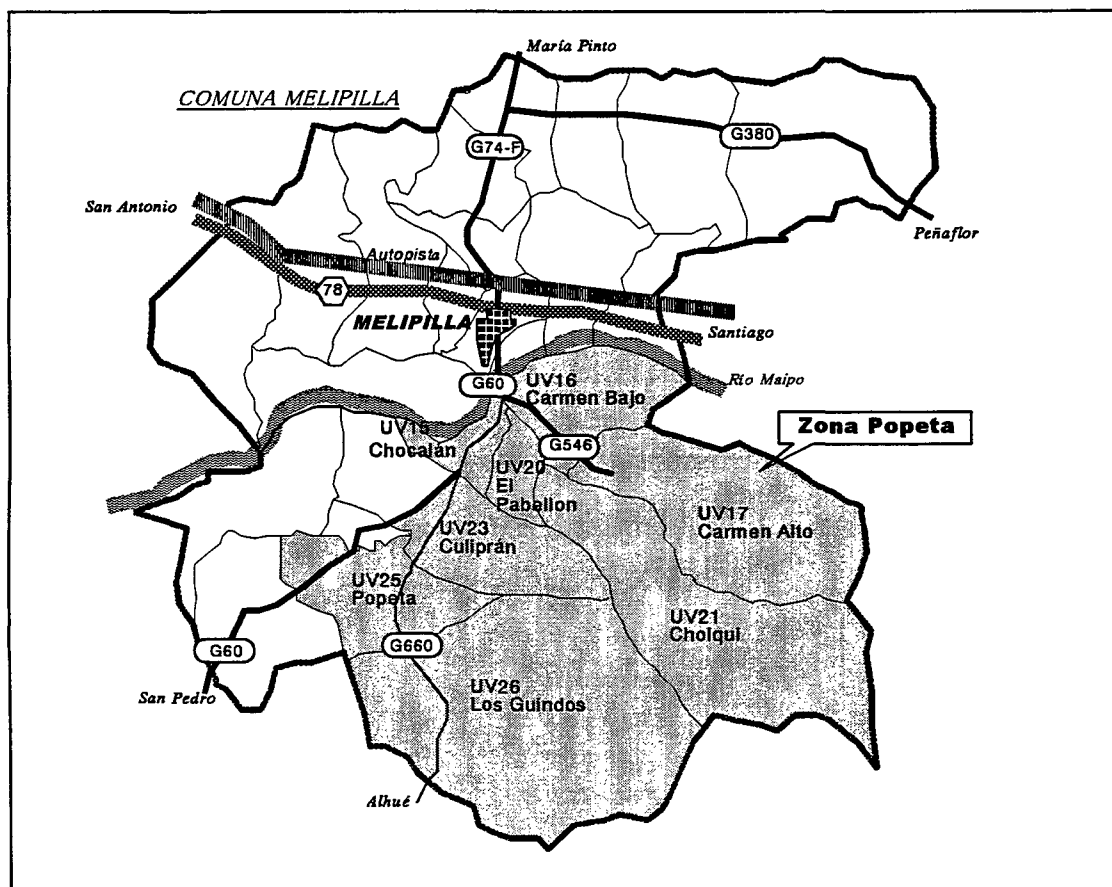 María Pinto
COMUNA MELIPILLA
G380
G74-F
San Antonio
Peñaflor
Autopista
78
MELIPILLA
Santiago
Río Maipo
G60
UV16
Carmen Bajo
Zona Popeta
UV15
Chocalán
G546
UV20
El
Pabellon
UV17
Carmen Alto
UV23
Culiprán
UV25
Popeta
UV21
Cholqui
G60
G660
UV26
Los Guindos
San Pedro
Alhué